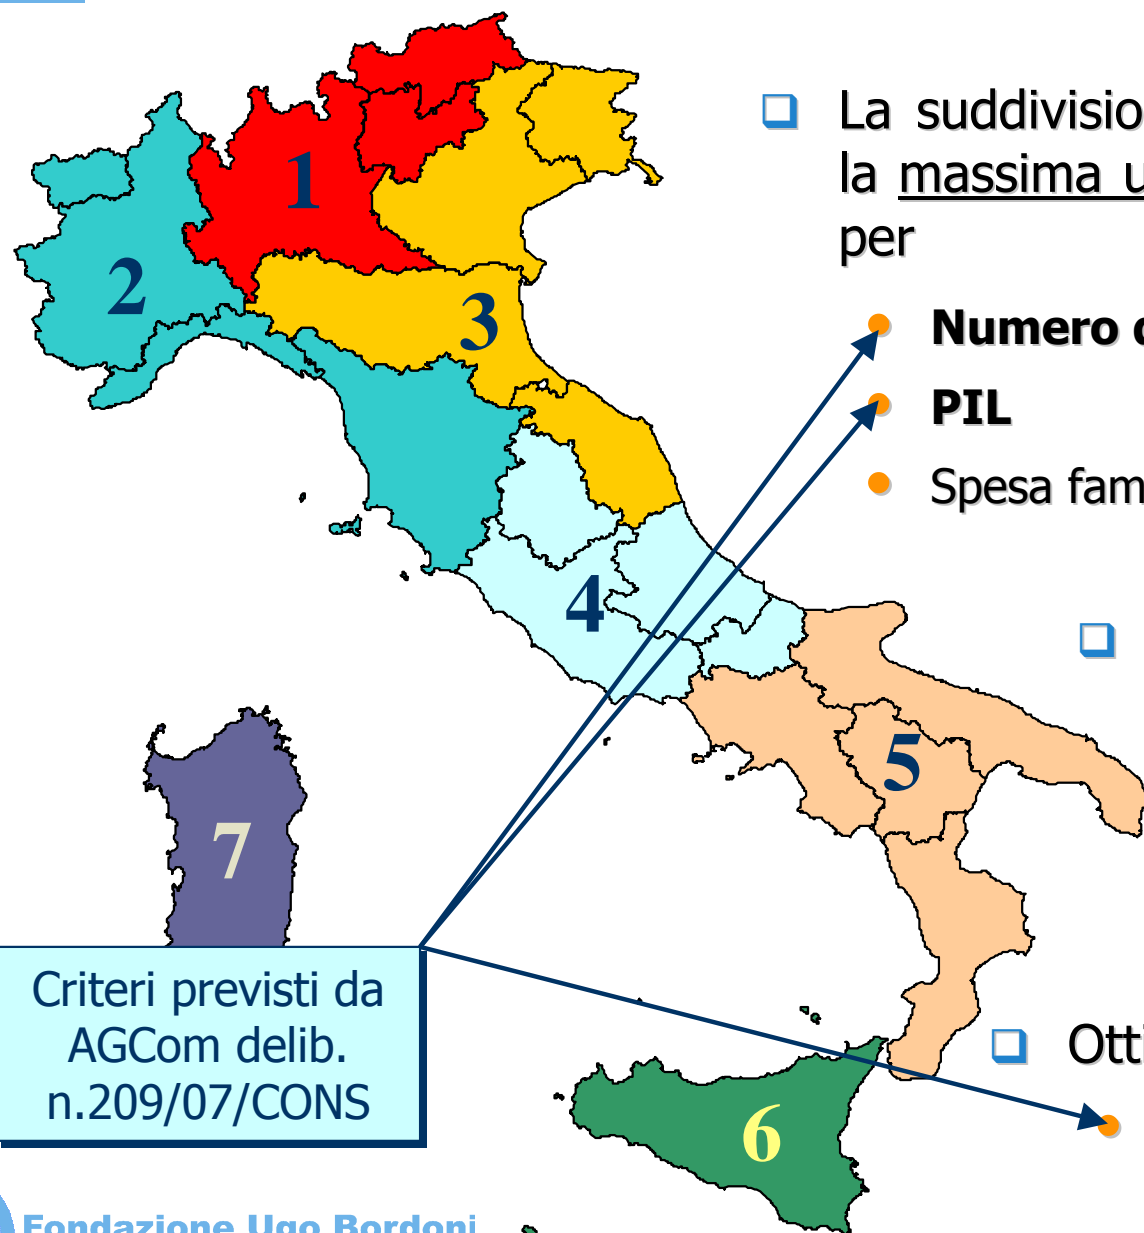 La suddivisio
la massima u
per
Numero
PIL
Spesa fam
Otti
1
2
3
4
5
6
7
Criteri previsti da
AGCom delib.
n.209/07/CONS
Fondazione Ugo Bordoni